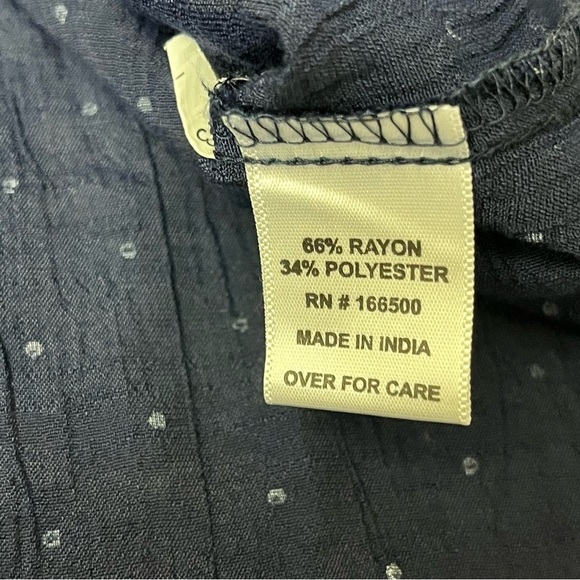 66% RAYON
34% POLYESTER
RN # 166500
MADE IN INDIA
OVER FOR CARE